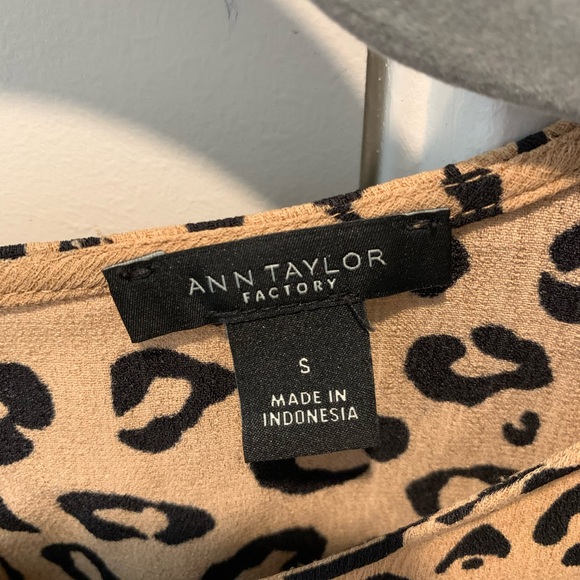 ANN TAYLOR
FACTORY
S
MADE IN
INDONESIA